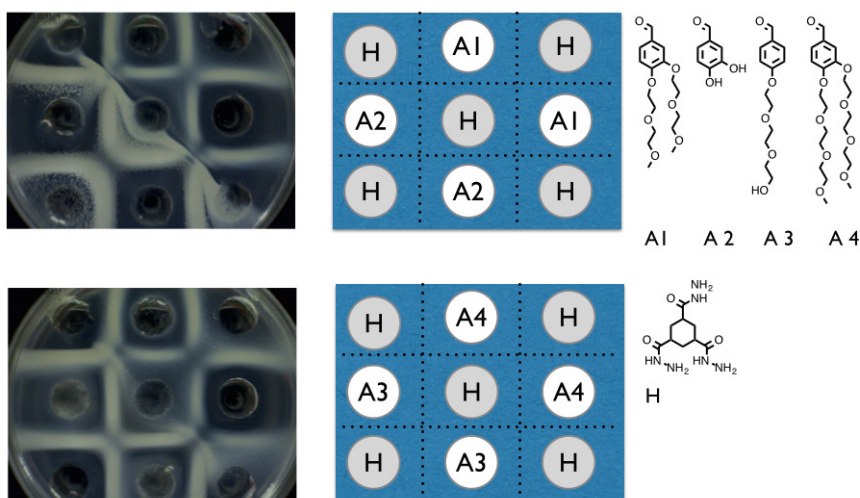 H A1 H
A2 H A1
H A2 H
O
O
O
O
OH
OH
O
O
O
O
HO
O
O
O
O
O
O
A1 A2 A3 A4
H A4 H
A3 H A4
H A3 H
NH2
NH
O
O
O
HN-NH2
HN-NH2
H